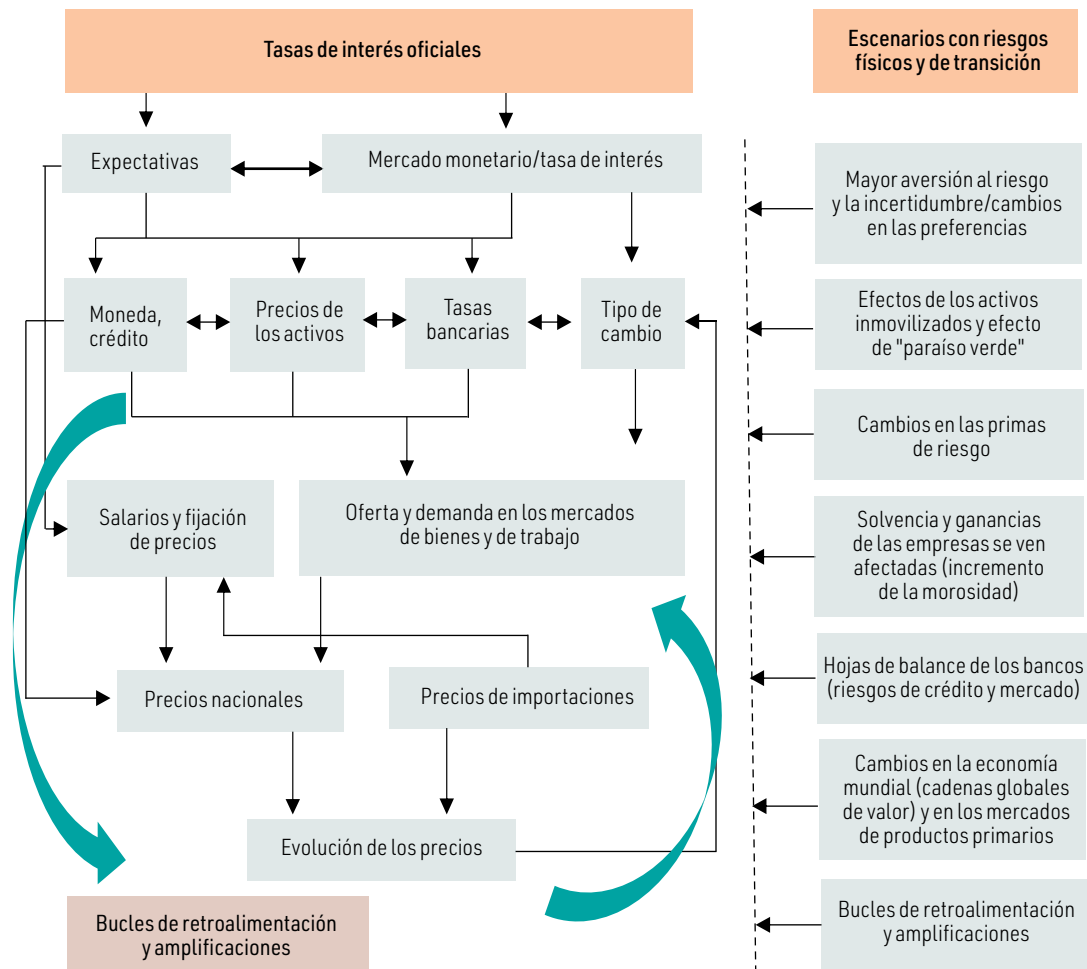 Tasas de interés oficiales
Expectativas
Mercado monetario/tasa de interés
Moneda,
crédito
Precios de
los activos
Tasas
bancarias
Tipo de
cambio
Salarios y fijación
de precios
Oferta y demanda en los mercados
de bienes y de trabajo
Precios nacionales
Precios de importaciones
Evolución de los precios
Bucles de retroalimentación
y amplificaciones
Escenarios con riesgos
físicos y de transición
Mayor aversión al riesgo
y la incertidumbre/cambios
en las preferencias
Efectos de los activos
inmovilizados y efecto
de "paraíso verde"
Cambios en las primas
de riesgo
Solvencia y ganancias
de las empresas se ven
afectadas (incremento
de la morosidad)
Hojas de balance de los bancos
(riesgos de crédito y mercado)
Cambios en la economía
mundial (cadenas globales
de valor) y en los mercados
de productos primarios
Bucles de retroalimentación
y amplificaciones